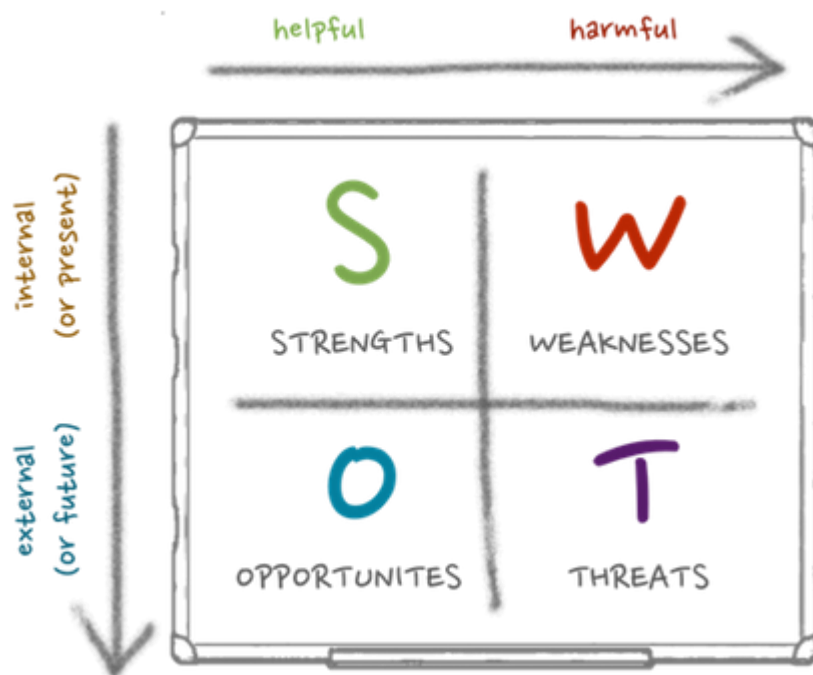 helpful harmful
internal
(or present)
S W
STRENGTHS WEAKNESSES
external
(or future)
O T
OPPORTUNITES THREATS